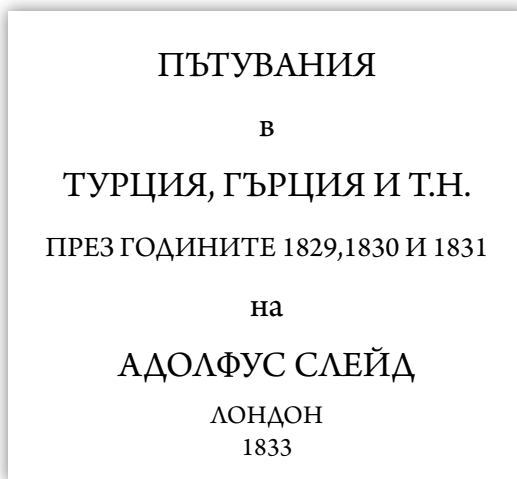 ПЪТУВАНИЯ
в
ТУРЦИЯ, ГЪРЦИЯ И Т.Н.
ПРЕЗ ГОДИНИТЕ 1829,1830 И 1831
на
АДОЛФУС СЛЕЙД
ЛОНДОН
1833